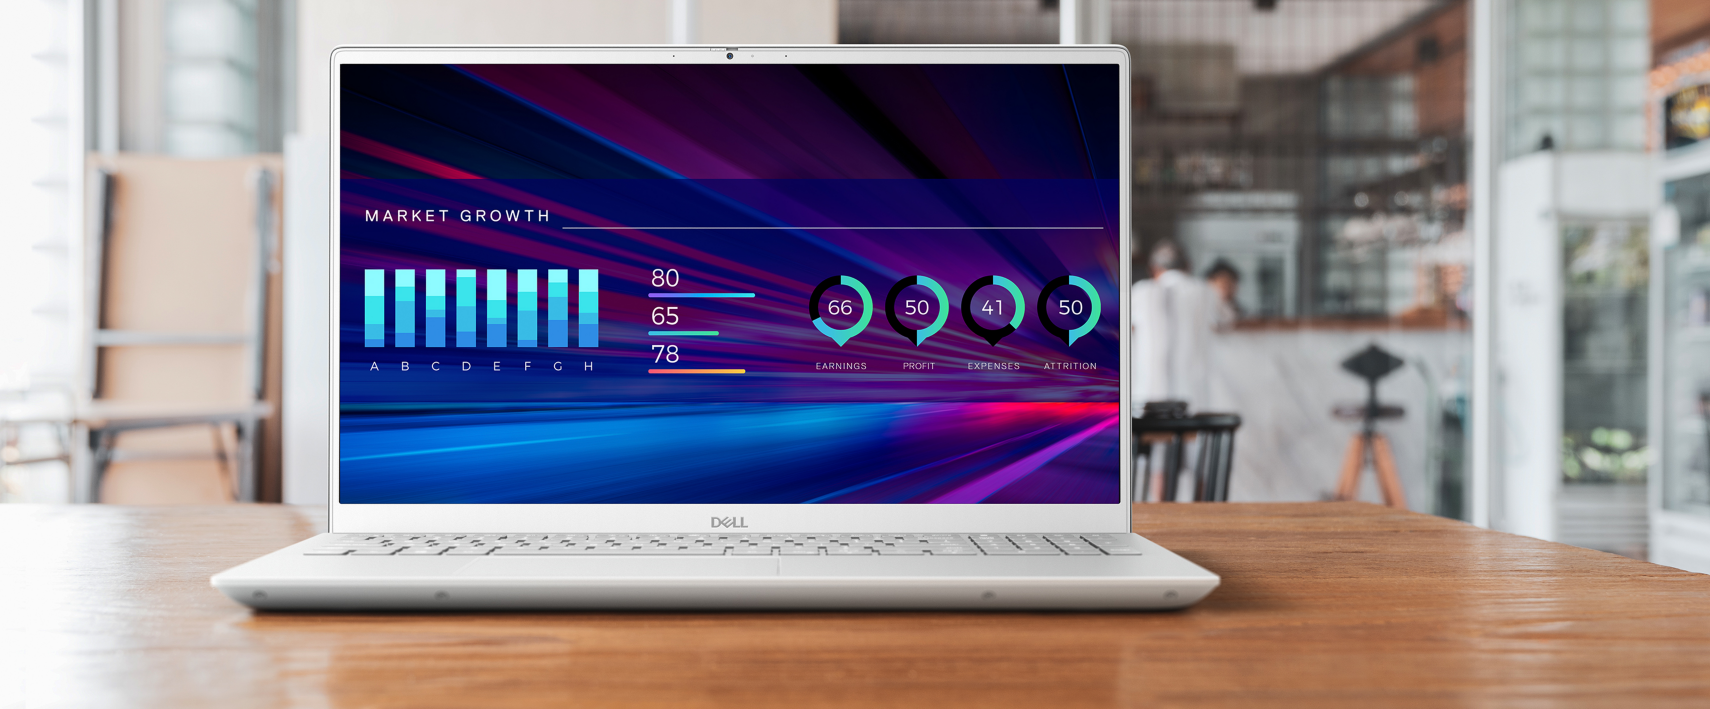 MARKET GROWTH
80
65
78
A B C D E F G H
66 50 41 50
EARNINGS PROFIT EXPENSES ATTRITION
DELL